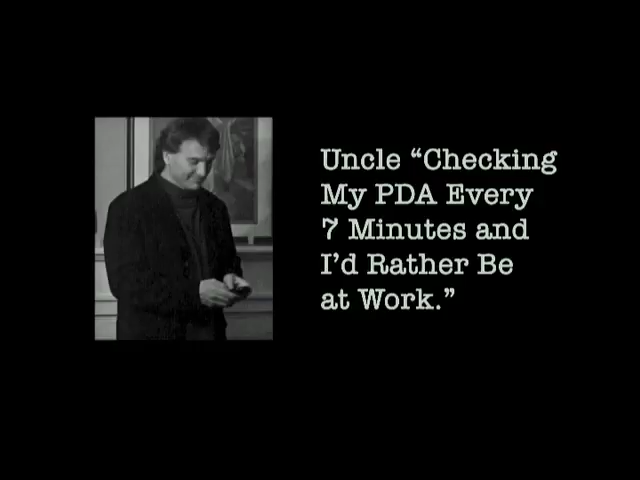 Uncle “Checking
My PDA Every
7 Minutes and
I’d Rather Be
at Work.”